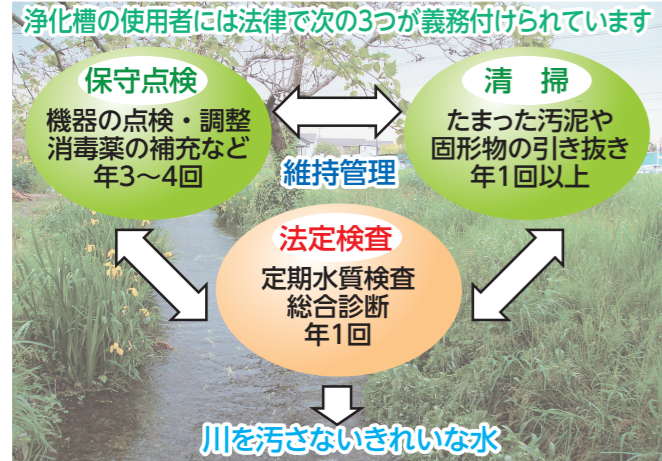 浄化槽の使用者には法律で次の3つが義務付けられています
保守点検
機器の点検・調整
消毒薬の補充など
年3〜4回
清 掃
たまった汚泥や
固形物の引き抜き
年1回以上
維持管理
法定検査
定期水質検査
総合診断
年1回
川を汚さないきれいな水